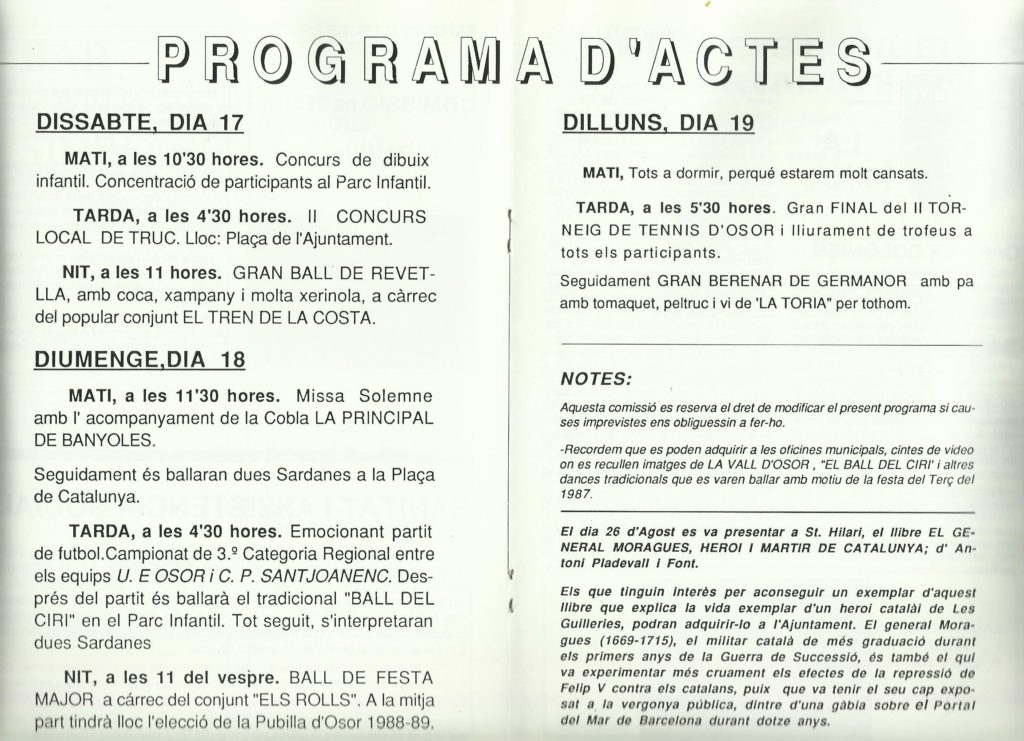 PROGRAMA D'ACTES
DISSABTE, DIA 17
MATI, a les 10'30 hores. Concurs de dibuix
infantil. Concentració de participants al Parc Infantil.
TARDA, a les 4'30 hores. II CONCURS
LOCAL DE TRUC. Lloc: Plaça de l'Ajuntament.
NIT, a les 11 hores. GRAN BALL DE REVET-
LLA, amb coca, xampany i molta xerinola, a càrrec
del popular conjunt EL TREN DE LA COSTA.
DIUMENGE,DIA 18
MATI, a les 11'30 hores. Missa Solemne
amb l' acompanyament de la Cobla LA PRINCIPAL
DE BANYOLES.
Seguidament és ballaran dues Sardanes a la Plaça
de Catalunya.
TARDA, a les 4'30 hores. Emocionant partit
de futbol.Campionat de 3.º Categoria Regional entre
els equips U. E OSOR i C. P. SANTJOANENC. Des-
prés del partit és ballarà el tradicional "BALL DEL
CIRI" en el Parc Infantil. Tot seguit, s'interpretaran
dues Sardanes
NIT, a les 11 del vespre. BALL DE FESTA
MAJOR a cárrec del conjunt "ELS ROLLS". A la mitja
part tindrà lloc l'elecció de la Pubilla d'Osor 1988-89.
DILLUNS, DIA 19
MATI, Tots a dormir, perqué estarem molt cansats.
TARDA, a les 5'30 hores. Gran FINAL del II TOR-
NEIG DE TENNIS D'OSOR i lliurament de trofeus a
tots els participants.
Seguidament GRAN BERENAR DE GERMANOR amb pa
amb tomaquet, peltruc i vi de 'LA TORIA" per tothom.
NOTES:
Aquesta comissió es reserva el dret de modificar el present programa si cau-
ses imprevistes ens obliguessin a fer-ho.
-Recordem que es poden adquirir a les oficines municipals, cintes de video
on es recullen imatges de LA VALL D'OSOR , "EL BALL DEL CIRI' i altres
dances tradicionals que es varen ballar amb motiu de la festa del Terç del
1987.
El dia 26 d'Agost es va presentar a St. Hilari, el llibre EL GE-
NERAL MORAGUES, HEROI I MARTIR DE CATALUNYA; d' An-
toni Pladevall i Font.
Els que tinguin interès per aconseguir un exemplar d'aquest
llibre que explica la vida exemplar d'un heroi català de Les
Guilleries, podran adquirir-lo a l'Ajuntament. El general Mora-
gues (1669-1715), el militar català de més graduació durant
els primers anys de la Guerra de Successió, és també el qui
va experimentar més cruament els efectes de la repressió de
Felip V contra els catalans, puix que va tenir el seu cap expo-
sat a la vergonya pública, dintre d'una gàbia sobre el Portal
del Mar de Barcelona durant dotze anys.